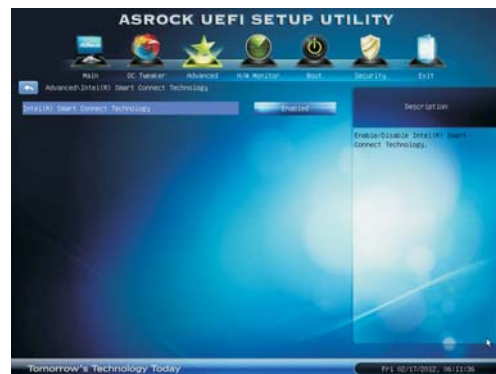 ASROCK UEFI SETUP UTILITY
Main OC Tweaker Advanced H/W Monitor Boot Security Exit
Advanced\Intel(R) Smart Connect Technology
Intel(R) Smart Connect Technology Enabled
Description
Enable/Disable Intel(R) Smart
Connect Technology.
Tomorrow's Technology Today
Fri 02/17/2012, 06:11:36